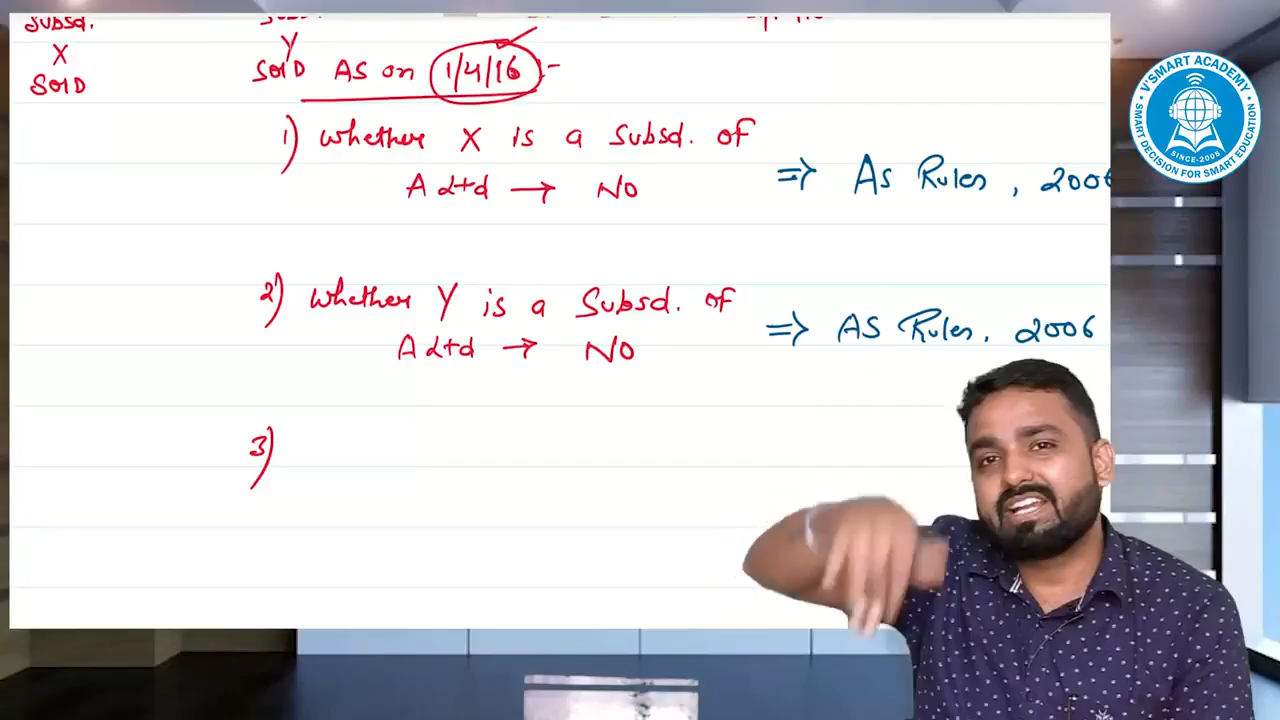 Subsd.
X
Sold
Y
Sold As on 1/4/16 :-
1) Whether X is a Subsd. of
A Ltd → No
⇒ As Rules, 2006
2) Whether Y is a Subsd. of
A Ltd → No
⇒ AS Rules, 2006
3)
V'SMART ACADEMY
SINCE-2008
SMART DECISION FOR SMART EDUCATION